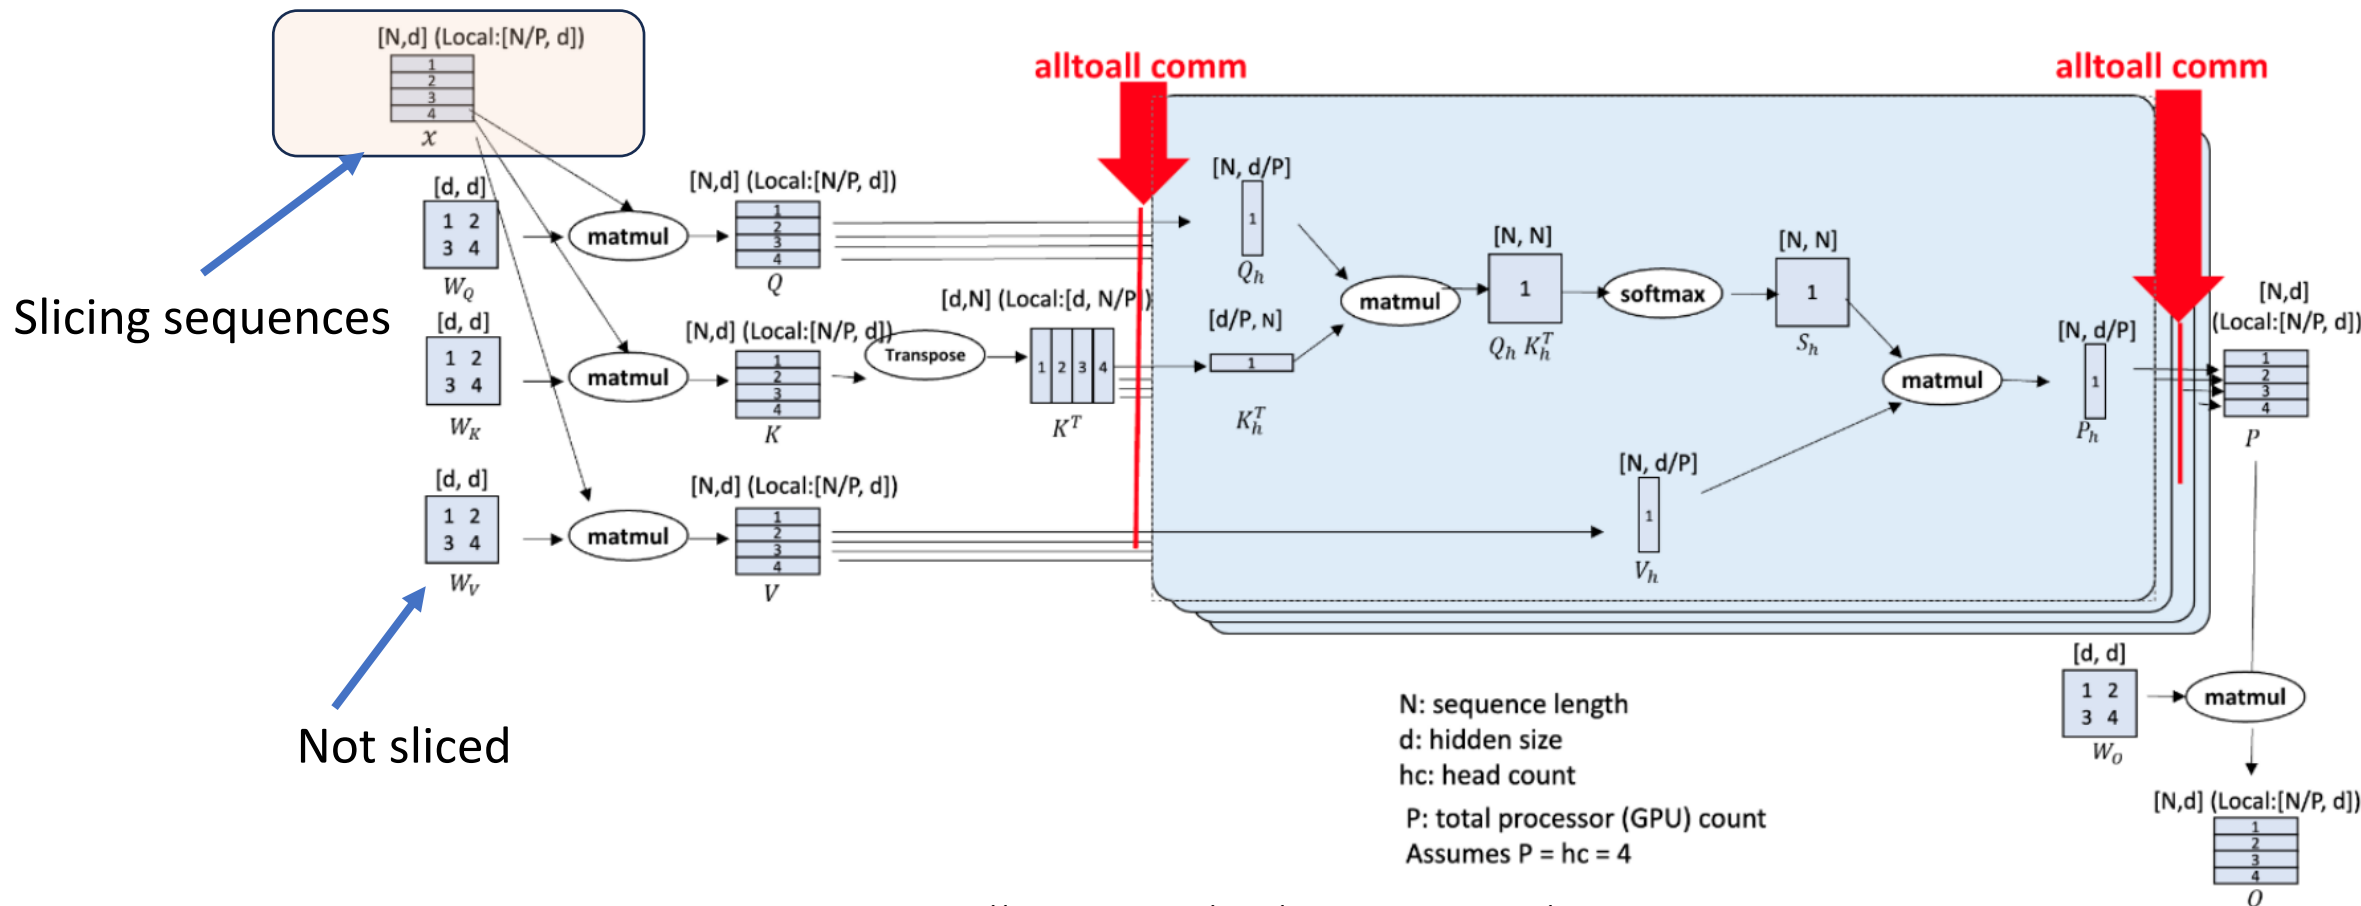 [N,d] (Local:[N/P, d])
1
2
3
4
x
Slicing sequences
[d, d]
1 2
3 4
W_Q
matmul
[N,d] (Local:[N/P, d])
1
2
3
4
Q
[d, d]
1 2
3 4
W_K
matmul
[N,d] (Local:[N/P, d])
1
2
3
4
K
Transpose
[d,N] (Local:[d, N/P])
1 2 3 4
K^T
[d, d]
1 2
3 4
W_V
Not sliced
matmul
[N,d] (Local:[N/P, d])
1
2
3
4
V
alltoall comm
[N, d/P]
1
Q_h
[d/P, N]
1
K_h^T
matmul
[N, N]
1
Q_h K_h^T
softmax
[N, N]
1
S_h
[N, d/P]
1
V_h
matmul
[N, d/P]
1
P_h
alltoall comm
[N,d]
(Local:[N/P, d])
1
2
3
4
P
[d, d]
1 2
3 4
W_O
matmul
[N,d] (Local:[N/P, d])
1
2
3
4
O
N: sequence length
d: hidden size
hc: head count
P: total processor (GPU) count
Assumes P = hc = 4